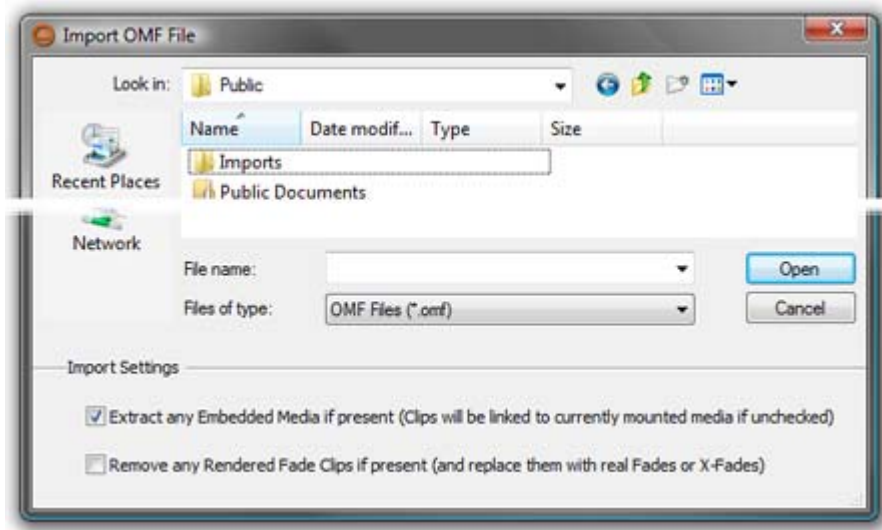 Import OMF File
Look in: Public
Name Date modif... Type Size
Imports
Recent Places
Public Documents
Network
File name: Open
Files of type: OMF Files (*.omf) Cancel
Import Settings
Extract any Embedded Media if present (Clips will be linked to currently mounted media if unchecked)
Remove any Rendered Fade Clips if present (and replace them with real Fades or X-Fades)